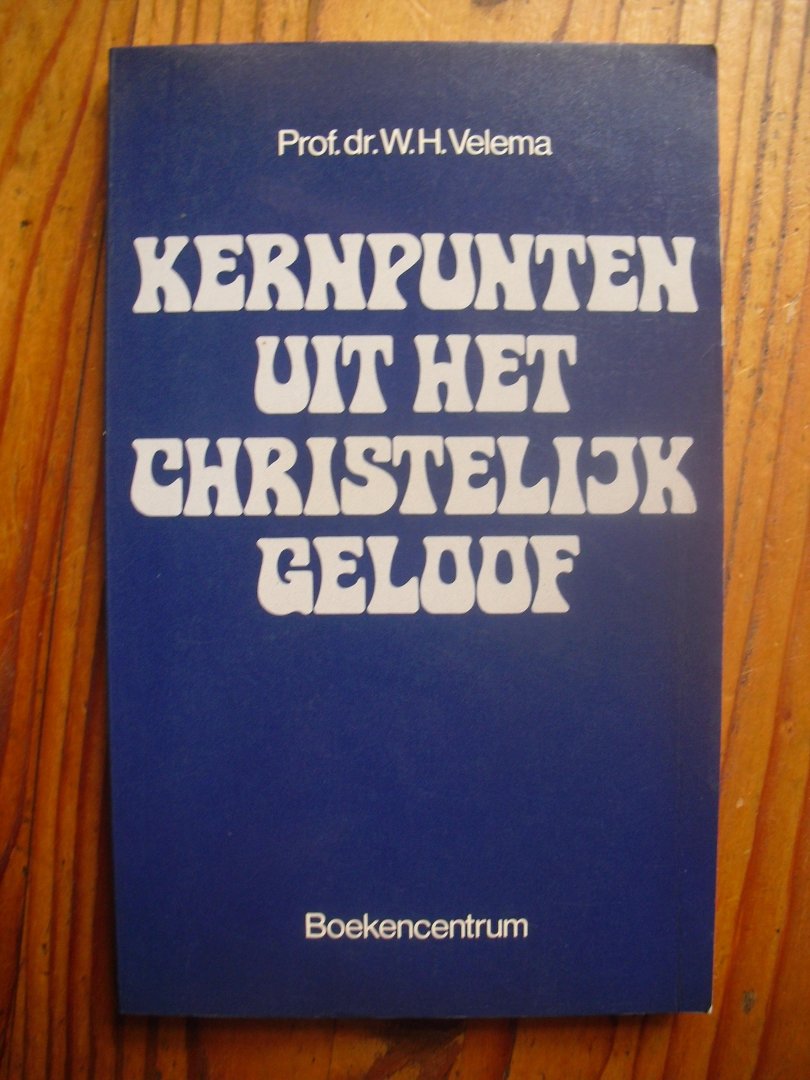 Prof. dr. W. H. Velema
KERNPUNTEN
UIT HET
CHRISTELIJK
GELOOF
Boekencentrum